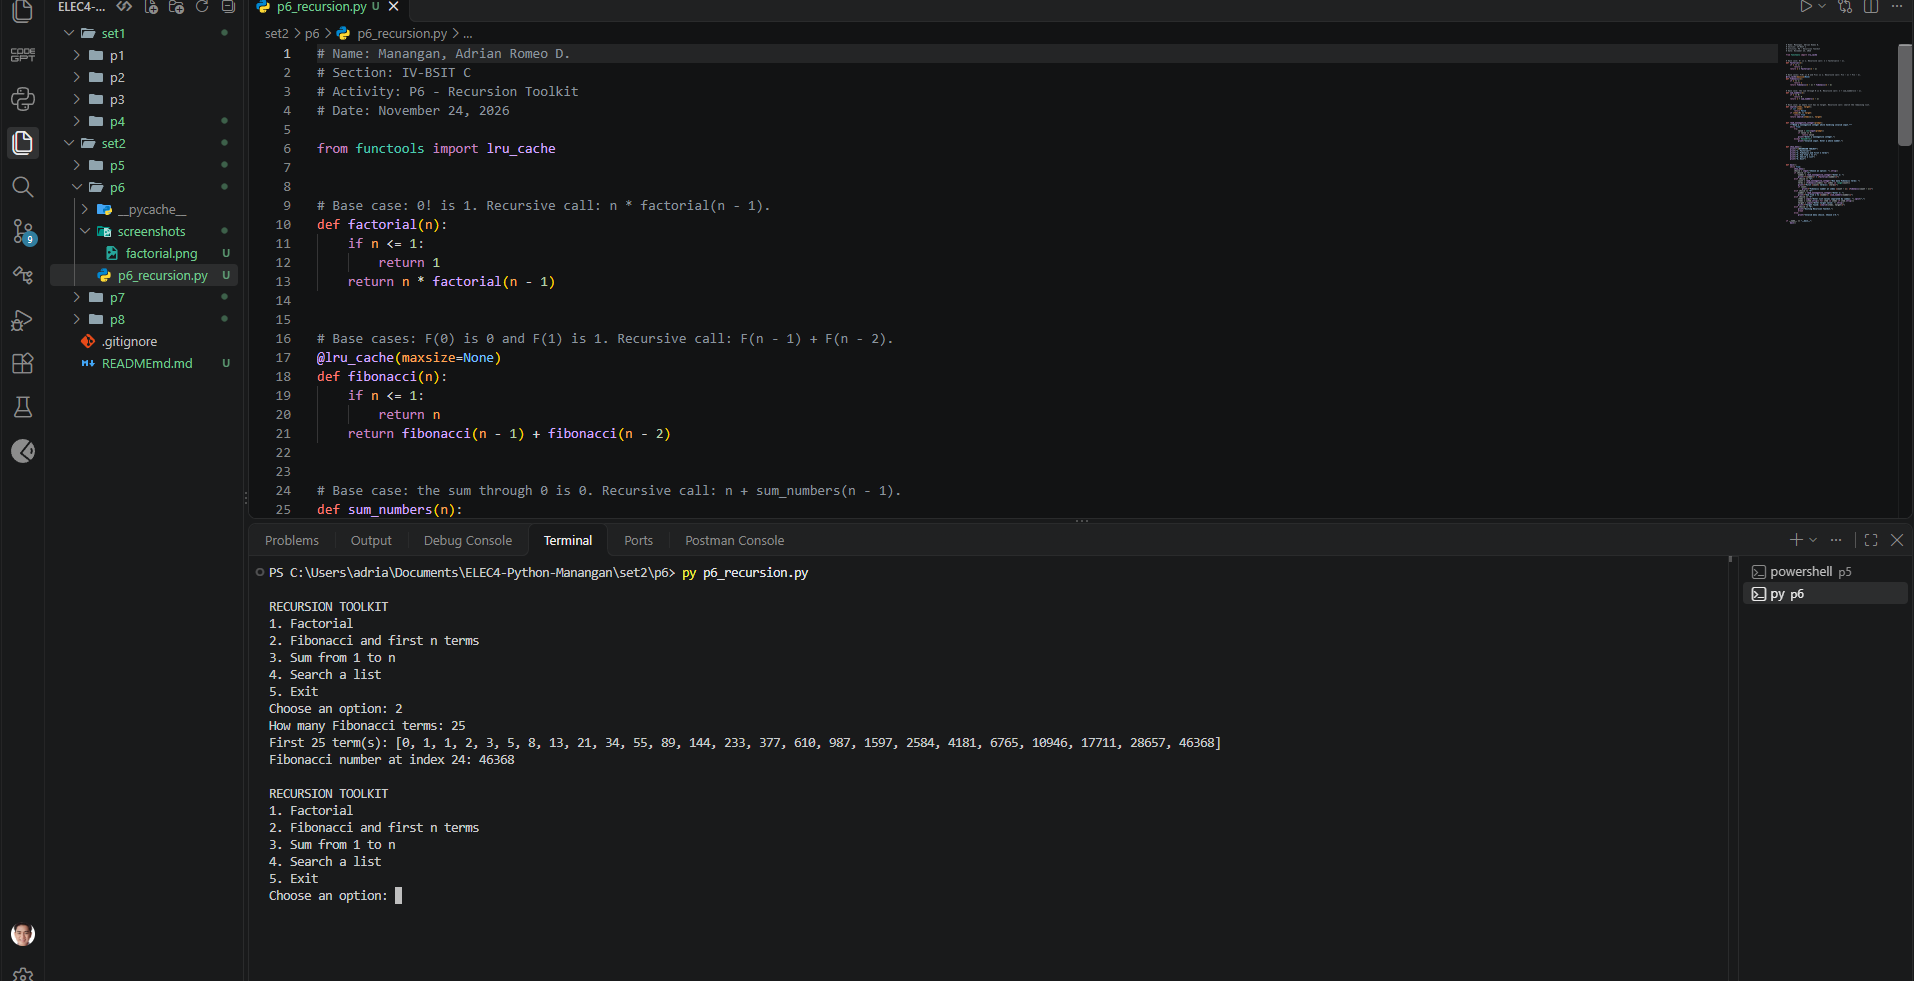 ELEC4-...
set1
p1
p2
p3
p4
set2
p5
p6
__pycache__
screenshots
factorial.png U
p6_recursion.py U
p7
p8
.gitignore
READMEmd.md U
CODE
GPT
9
p6_recursion.py U
set2 > p6 > p6_recursion.py > ...
1 # Name: Manangan, Adrian Romeo D.
2 # Section: IV-BSIT C
3 # Activity: P6 - Recursion Toolkit
4 # Date: November 24, 2026
5
6 from functools import lru_cache
7
8
9 # Base case: 0! is 1. Recursive call: n * factorial(n - 1).
10 def factorial(n):
11 if n <= 1:
12 return 1
13 return n * factorial(n - 1)
14
15
16 # Base cases: F(0) is 0 and F(1) is 1. Recursive call: F(n - 1) + F(n - 2).
17 @lru_cache(maxsize=None)
18 def fibonacci(n):
19 if n <= 1:
20 return n
21 return fibonacci(n - 1) + fibonacci(n - 2)
22
23
24 # Base case: the sum through 0 is 0. Recursive call: n + sum_numbers(n - 1).
25 def sum_numbers(n):
Problems Output Debug Console Terminal Ports Postman Console
PS C:\Users\adria\Documents\ELEC4-Python-Manangan\set2\p6> py p6_recursion.py
RECURSION TOOLKIT
1. Factorial
2. Fibonacci and first n terms
3. Sum from 1 to n
4. Search a list
5. Exit
Choose an option: 2
How many Fibonacci terms: 25
First 25 term(s): [0, 1, 1, 2, 3, 5, 8, 13, 21, 34, 55, 89, 144, 233, 377, 610, 987, 1597, 2584, 4181, 6765, 10946, 17711, 28657, 46368]
Fibonacci number at index 24: 46368
RECURSION TOOLKIT
1. Factorial
2. Fibonacci and first n terms
3. Sum from 1 to n
4. Search a list
5. Exit
Choose an option:
powershell p5
py p6